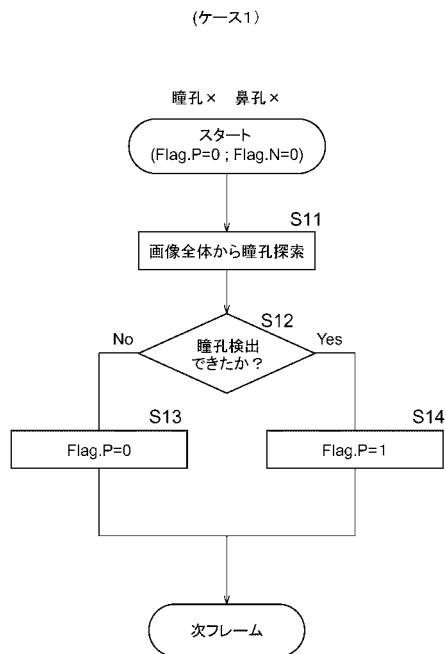 (ケース1)
瞳孔× 鼻孔×
スタート
(Flag.P=0 ; Flag.N=0)
S11
画像全体から瞳孔探索
S12
No
瞳孔検出
できたか？
Yes
S13
Flag.P=0
S14
Flag.P=1
次フレーム